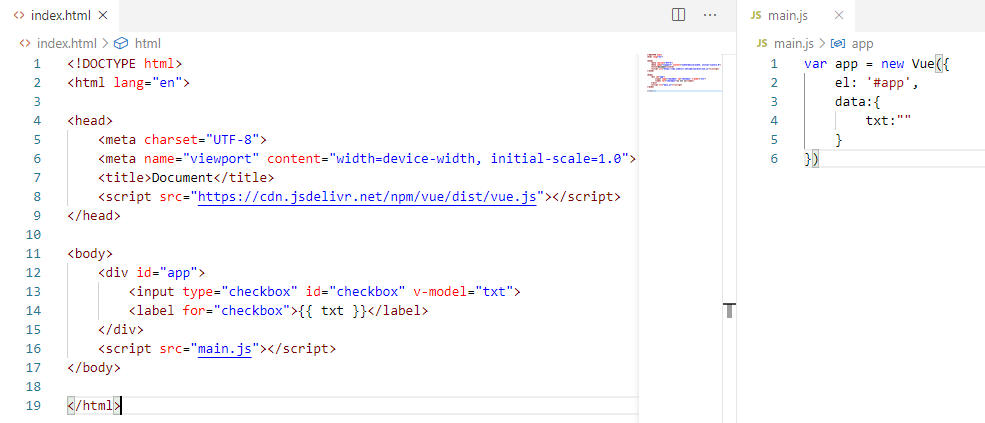 index.html
index.html > html
1 <!DOCTYPE html>
2 <html lang="en">
3
4 <head>
5     <meta charset="UTF-8">
6     <meta name="viewport" content="width=device-width, initial-scale=1.0">
7     <title>Document</title>
8     <script src="https://cdn.jsdelivr.net/npm/vue/dist/vue.js"></script>
9 </head>
10
11 <body>
12     <div id="app">
13         <input type="checkbox" id="checkbox" v-model="txt">
14         <label for="checkbox">{{ txt }}</label>
15     </div>
16     <script src="main.js"></script>
17 </body>
18
19 </html>
JS main.js
JS main.js > app
1 var app = new Vue({
2     el: '#app',
3     data:{
4         txt:""
5     }
6 })